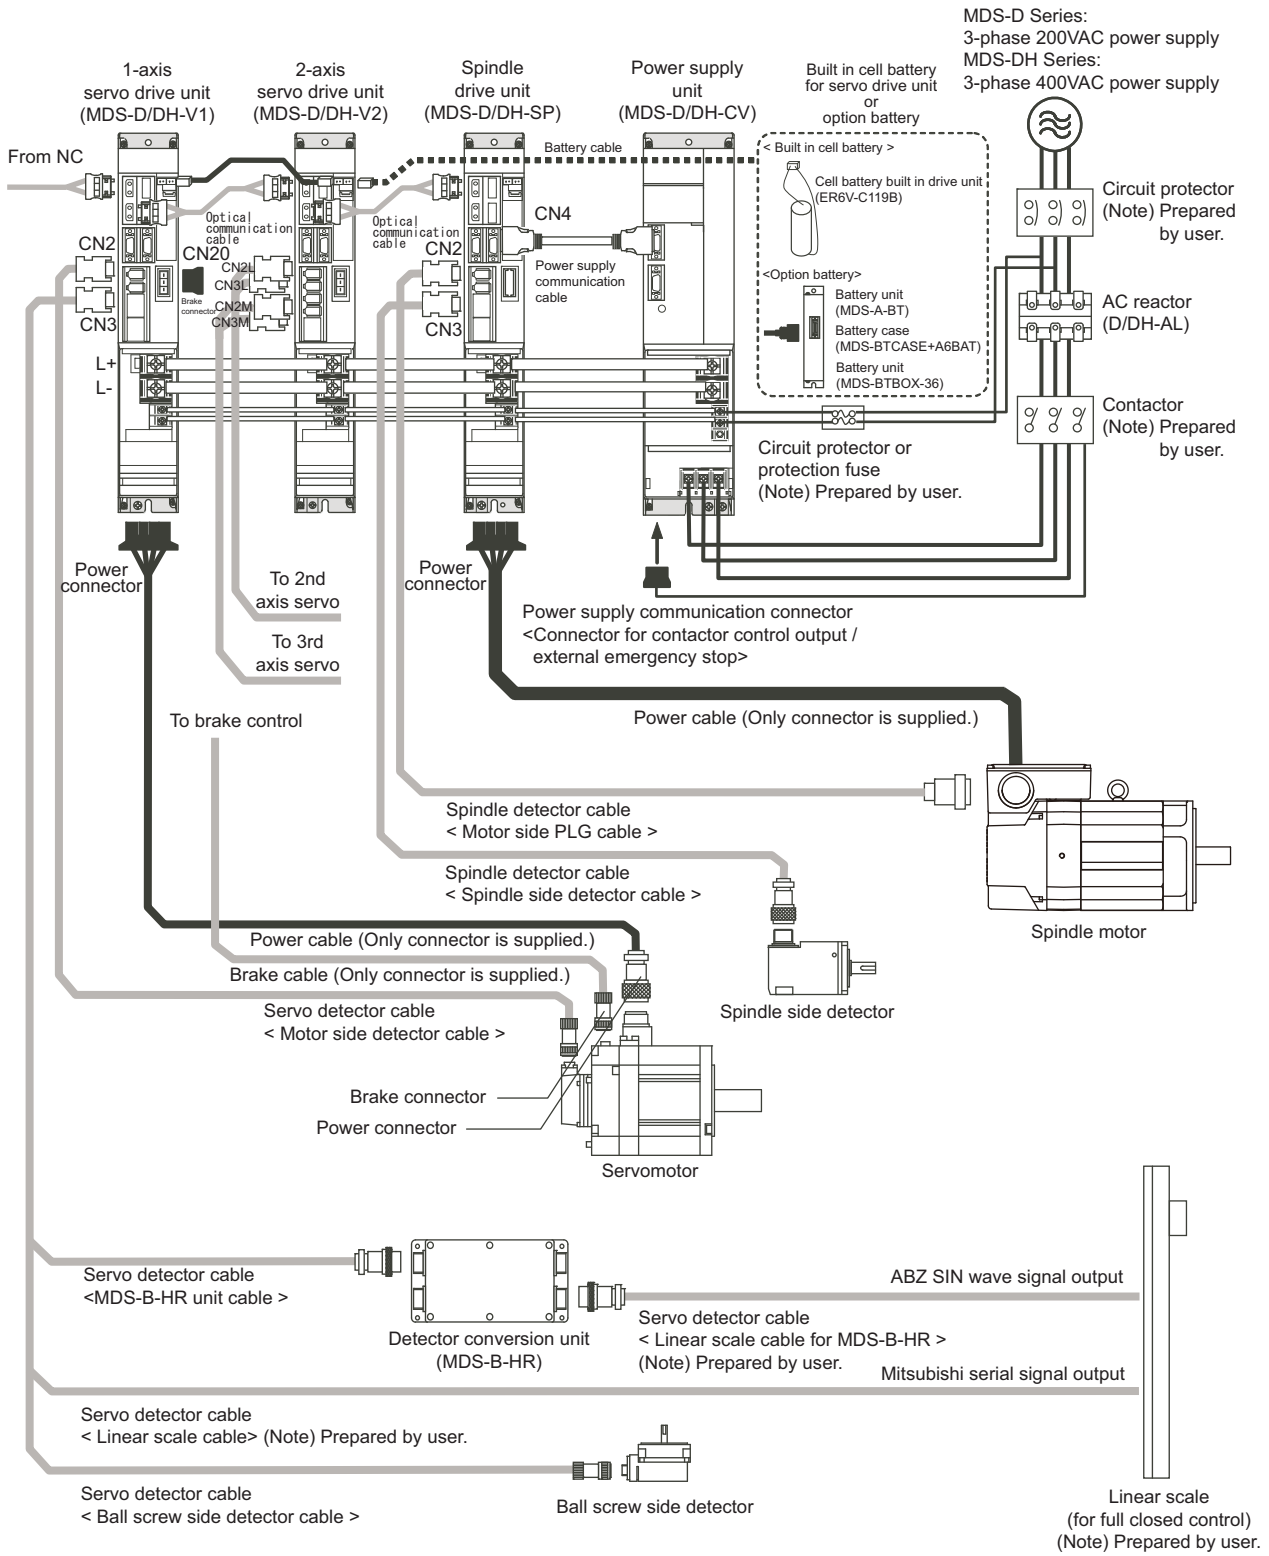 MDS-D Series:
3-phase 200VAC power supply
MDS-DH Series:
3-phase 400VAC power supply
1-axis
servo drive unit
(MDS-D/DH-V1)
2-axis
servo drive unit
(MDS-D/DH-V2)
Spindle
drive unit
(MDS-D/DH-SP)
Power supply
unit
(MDS-D/DH-CV)
Built in cell battery
for servo drive unit
or
option battery
From NC
Battery cable
< Built in cell battery >
Cell battery built in drive unit
(ER6V-C119B)
<Option battery>
Battery unit
(MDS-A-BT)
Battery case
(MDS-BTCASE+A6BAT)
Battery unit
(MDS-BTBOX-36)
Circuit protector
(Note) Prepared
by user.
AC reactor
(D/DH-AL)
Contactor
(Note) Prepared
by user.
Optical
communication
cable
Optical
communication
cable
CN4
CN2
CN20
CN2L
CN3L
CN2
Power supply
communication
cable
Brake
connector
CN2M
CN3M
CN3
CN3
L+
L-
Circuit protector or
protection fuse
(Note) Prepared by user.
Power
connector
Power
connector
To 2nd
axis servo
To 3rd
axis servo
Power supply communication connector
<Connector for contactor control output /
external emergency stop>
To brake control
Power cable (Only connector is supplied.)
Spindle detector cable
< Motor side PLG cable >
Spindle detector cable
< Spindle side detector cable >
Spindle motor
Power cable (Only connector is supplied.)
Brake cable (Only connector is supplied.)
Servo detector cable
< Motor side detector cable >
Spindle side detector
Brake connector
Power connector
Servomotor
Servo detector cable
<MDS-B-HR unit cable >
Detector conversion unit
(MDS-B-HR)
ABZ SIN wave signal output
Servo detector cable
< Linear scale cable for MDS-B-HR >
(Note) Prepared by user.
Mitsubishi serial signal output
Servo detector cable
< Linear scale cable> (Note) Prepared by user.
Servo detector cable
< Ball screw side detector cable >
Ball screw side detector
Linear scale
(for full closed control)
(Note) Prepared by user.